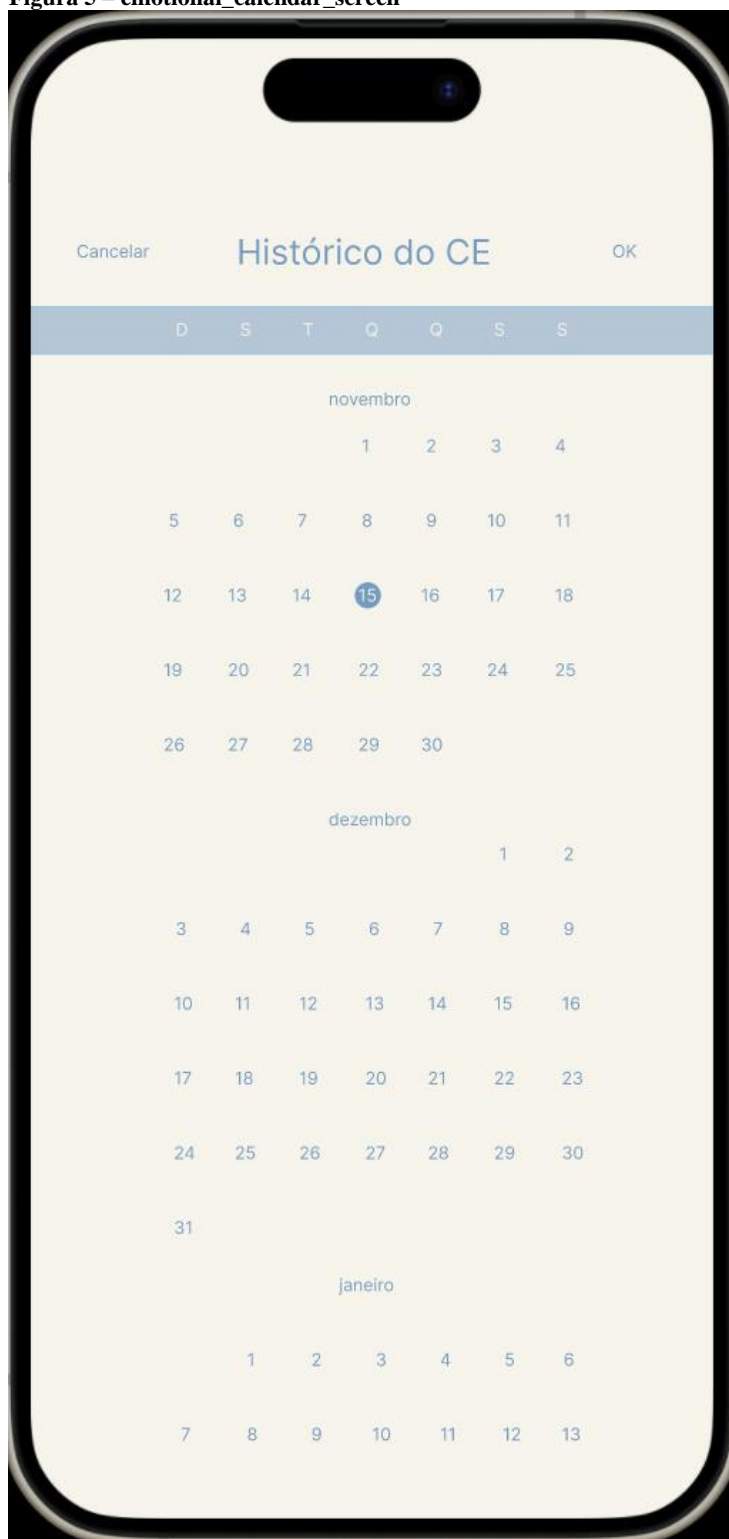 Figura 5 – emotional_calendar_screen
Cancelar Histórico do CE OK
D S T Q Q S S
novembro
1 2 3 4
5 6 7 8 9 10 11
12 13 14 15 16 17 18
19 20 21 22 23 24 25
26 27 28 29 30
dezembro
1 2
3 4 5 6 7 8 9
10 11 12 13 14 15 16
17 18 19 20 21 22 23
24 25 26 27 28 29 30
31
janeiro
1 2 3 4 5 6
7 8 9 10 11 12 13